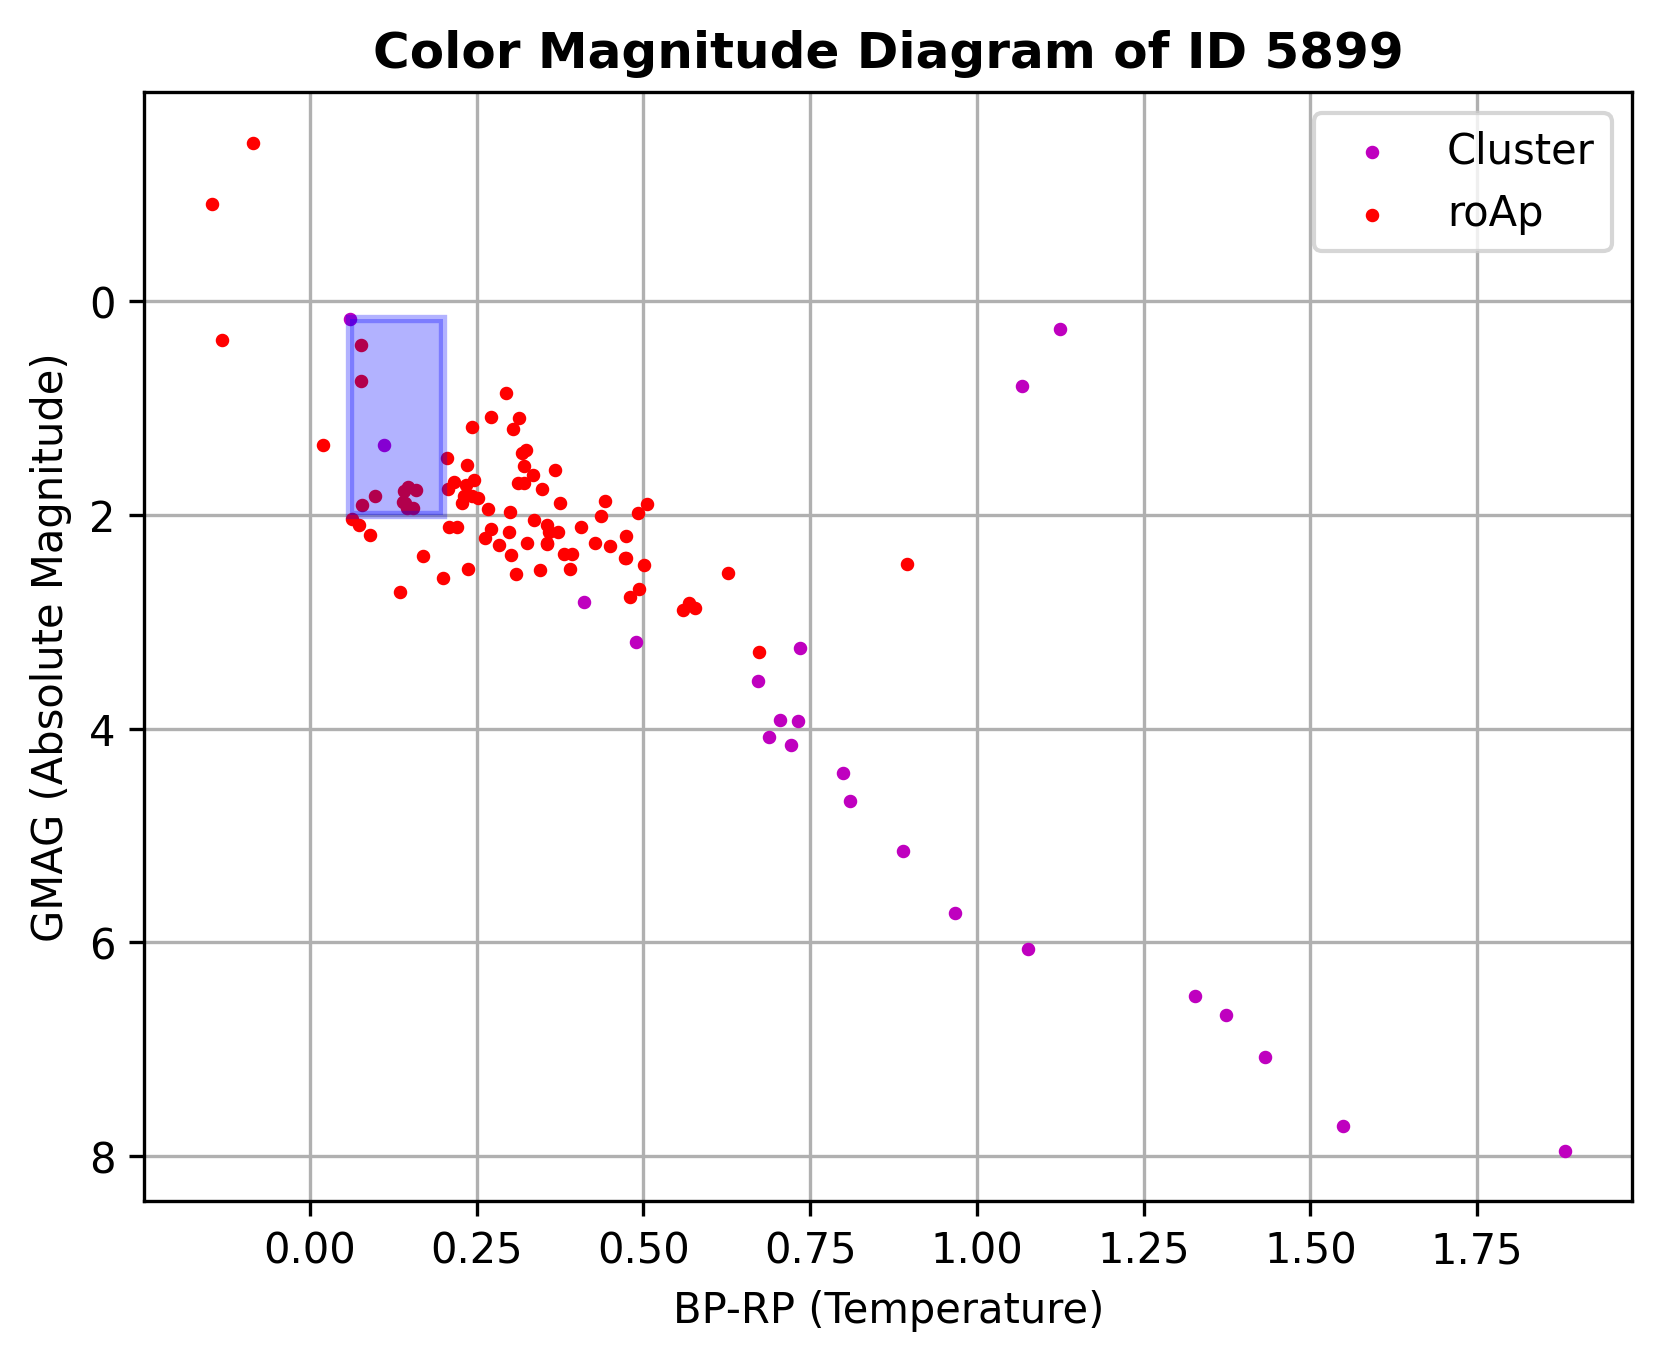 Color Magnitude Diagram of ID 5899
Cluster
roAp
GMAG (Absolute Magnitude)
0
2
4
6
8
0.00 0.25 0.50 0.75 1.00 1.25 1.50 1.75
BP-RP (Temperature)